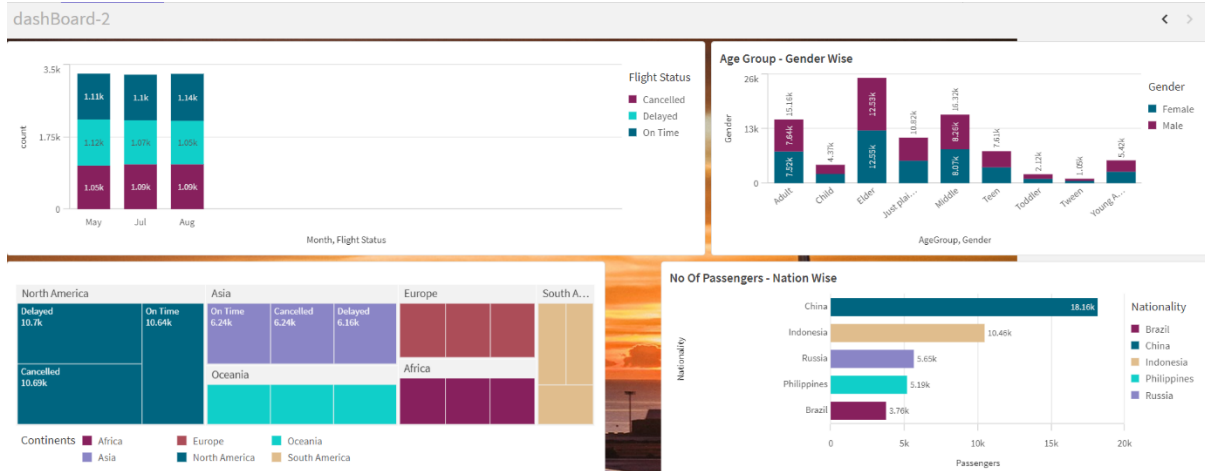 dashBoard-2
3.5k
1.75k
0
count
1.11k 1.1k 1.14k
1.12k 1.07k 1.05k
1.05k 1.09k 1.09k
May Jul Aug
Month, Flight Status
Flight Status
Cancelled
Delayed
On Time
Age Group - Gender Wise
26k
13k
0
Gender
15.16k
7.64k
7.52k
4.37k
12.53k
12.55k
10.82k
16.32k
8.26k
8.07k
7.61k
2.12k
1.05k
5.42k
Adult Child Elder Just plai... Middle Teen Toddler Tween Young A...
AgeGroup, Gender
Gender
Female
Male
North America
Delayed
10.7k
On Time
10.64k
Cancelled
10.69k
Asia
On Time
6.24k
Cancelled
6.24k
Delayed
6.16k
Oceania
Europe
Africa
South A...
Continents
Africa Europe Oceania
Asia North America South America
No Of Passengers - Nation Wise
Nationality
China 18.16k
Indonesia 10.46k
Russia 5.65k
Philippines 5.19k
Brazil 3.76k
0 5k 10k 15k 20k
Passengers
Nationality
Brazil
China
Indonesia
Philippines
Russia